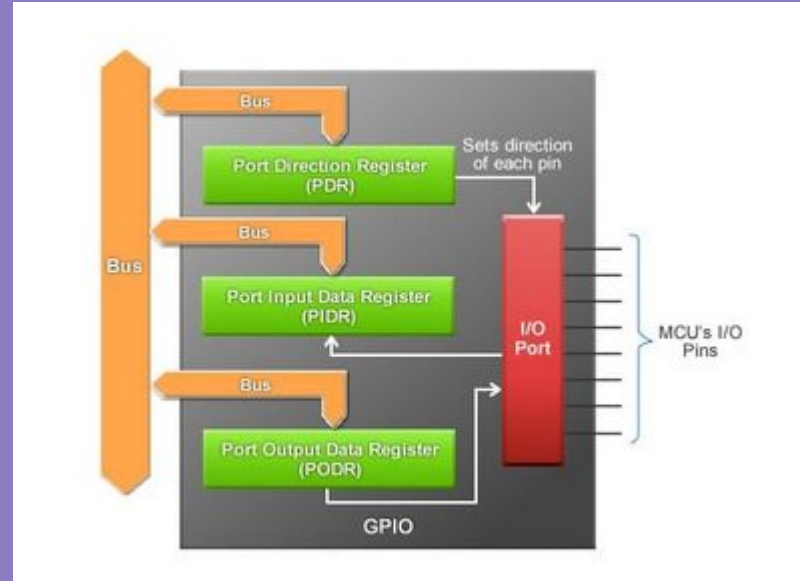 Bus
Port Direction Register
(PDR)
Sets direction
of each pin
Bus
Bus
Port Input Data Register
(PIDR)
I/O
Port
MCU's I/O
Pins
Bus
Port Output Data Register
(PODR)
GPIO